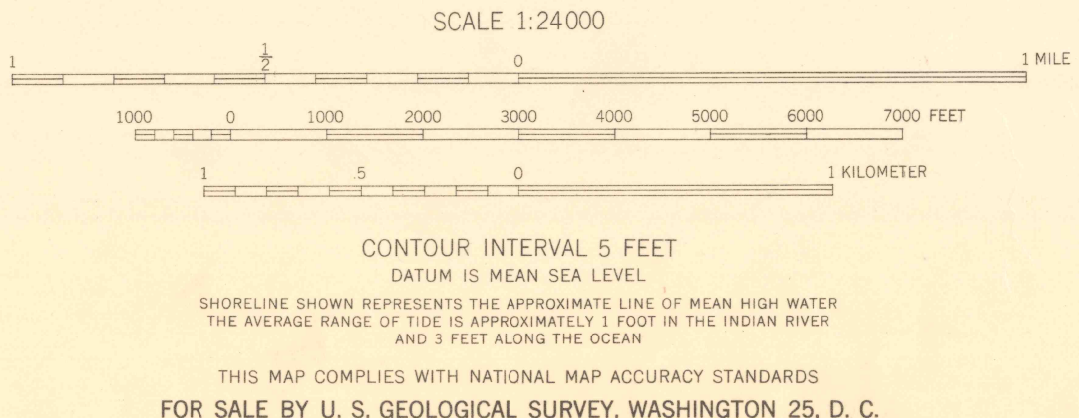 SCALE 1:24000
1 1/2 0 1 MILE
1000 0 1000 2000 3000 4000 5000 6000 7000 FEET
1 .5 0 1 KILOMETER
CONTOUR INTERVAL 5 FEET
DATUM IS MEAN SEA LEVEL
SHORELINE SHOWN REPRESENTS THE APPROXIMATE LINE OF MEAN HIGH WATER
THE AVERAGE RANGE OF TIDE IS APPROXIMATELY 1 FOOT IN THE INDIAN RIVER
AND 3 FEET ALONG THE OCEAN
THIS MAP COMPLIES WITH NATIONAL MAP ACCURACY STANDARDS
FOR SALE BY U. S. GEOLOGICAL SURVEY, WASHINGTON 25, D. C.